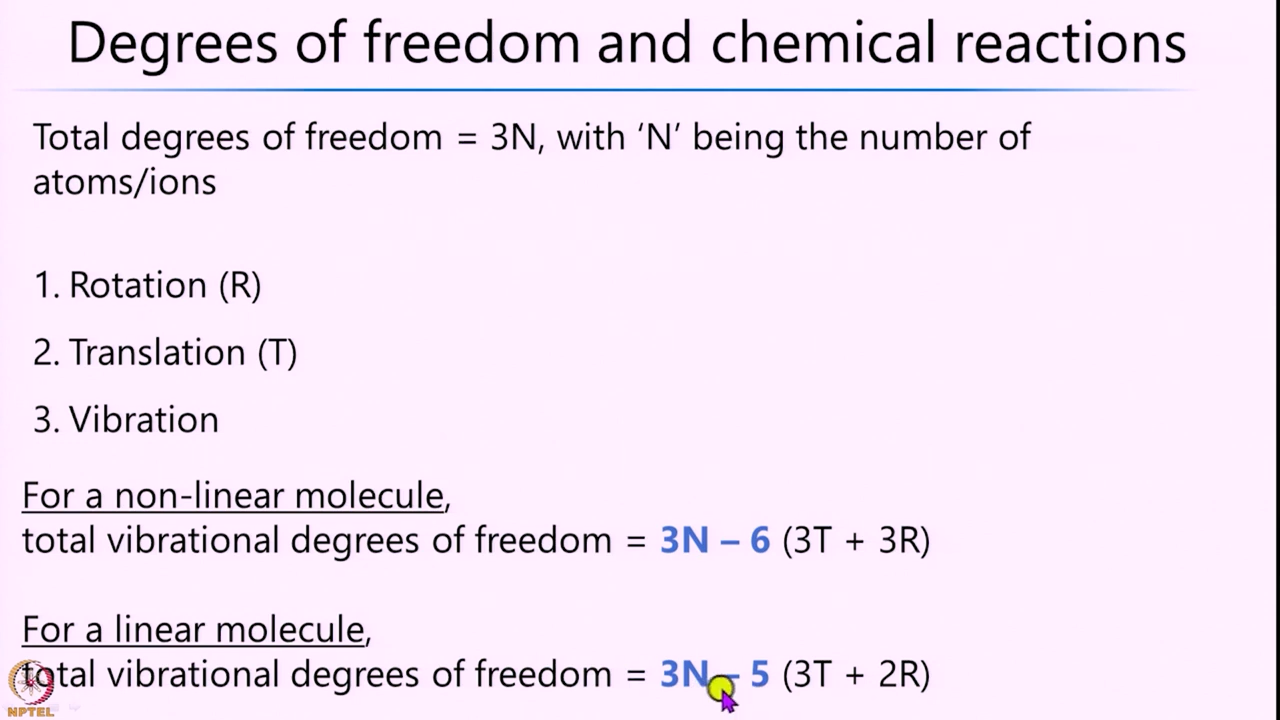 Degrees of freedom and chemical reactions
Total degrees of freedom = 3N, with ‘N’ being the number of
atoms/ions
1. Rotation (R)
2. Translation (T)
3. Vibration
For a non-linear molecule,
total vibrational degrees of freedom = 3N – 6 (3T + 3R)
For a linear molecule,
total vibrational degrees of freedom = 3N – 5 (3T + 2R)
NPTEL